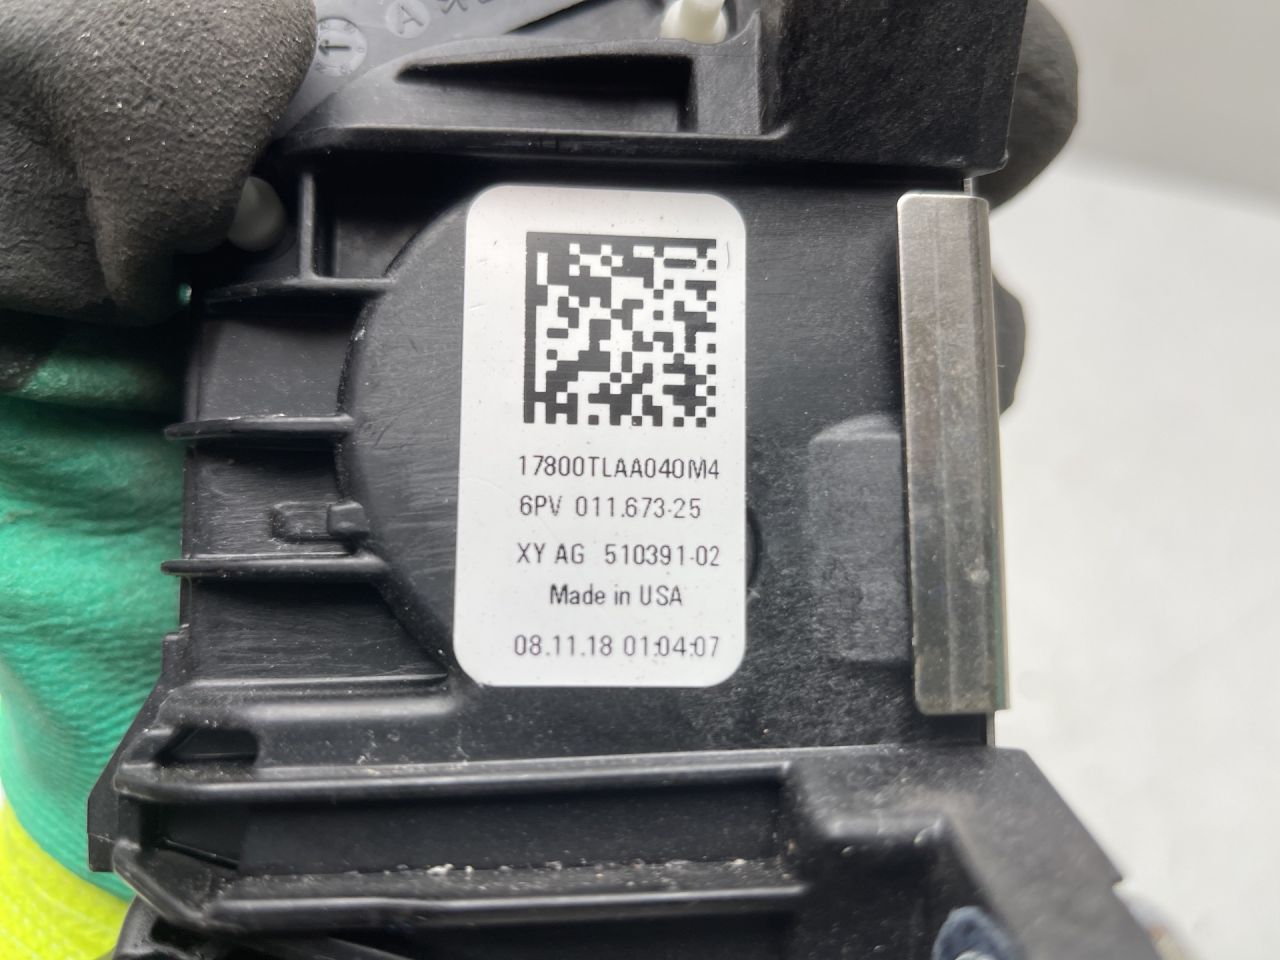 17800TLAA040M4
6PV 011.673-25
XY AG 510391-02
Made in USA
08.11.18 01:04:07